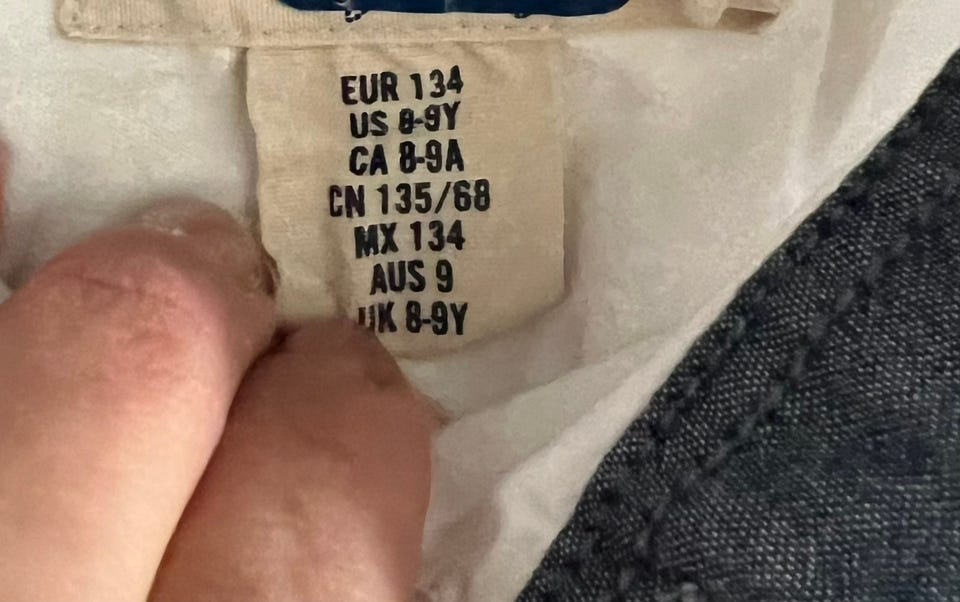 EUR 134
US 8-9Y
CA 8-9A
CN 135/68
MX 134
AUS 9
UK 8-9Y